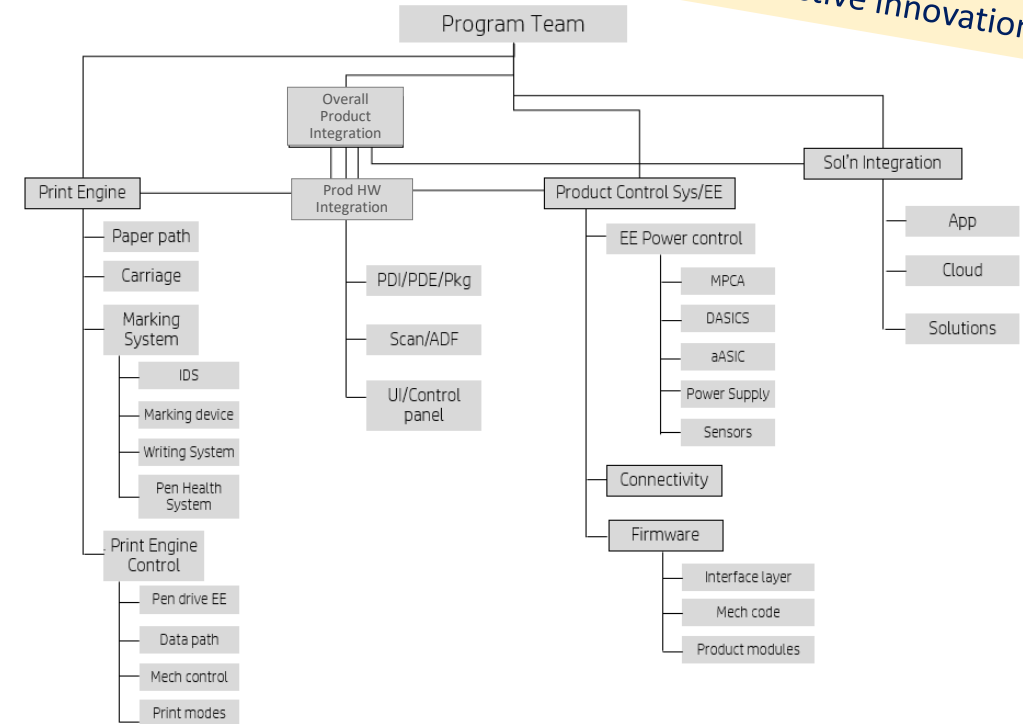 Program Team
innovation
Overall
Product
Integration
Sol'n Integration
Print Engine
Prod HW
Integration
Product Control Sys/EE
Paper path
Carriage
Marking
System
IDS
Marking device
Writing System
Pen Health
System
Print Engine
Control
Pen drive EE
Data path
Mech control
Print modes
PDI/PDE/Pkg
Scan/ADF
UI/Control
panel
EE Power control
MPCA
DASICS
aASIC
Power Supply
Sensors
Connectivity
Firmware
Interface layer
Mech code
Product modules
App
Cloud
Solutions